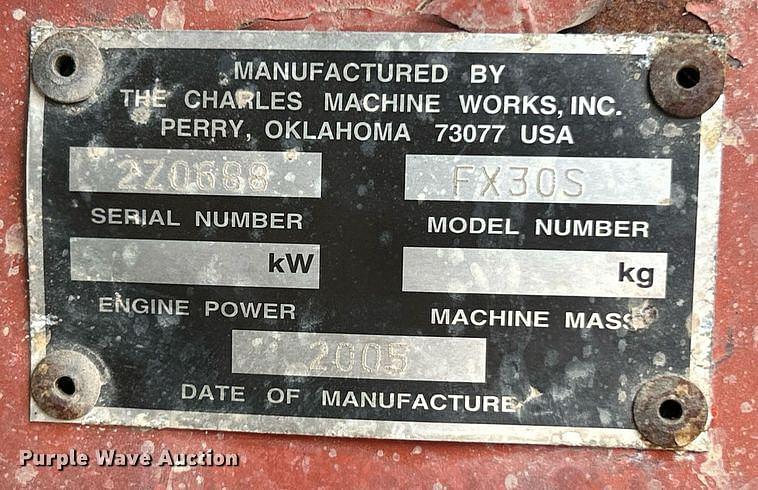 MANUFACTURED BY
THE CHARLES MACHINE WORKS, INC.
PERRY, OKLAHOMA 73077 USA
2Z0688 FX30S
SERIAL NUMBER MODEL NUMBER
kW kg
ENGINE POWER MACHINE MASS
2005
DATE OF MANUFACTURE
Purple Wave Auction